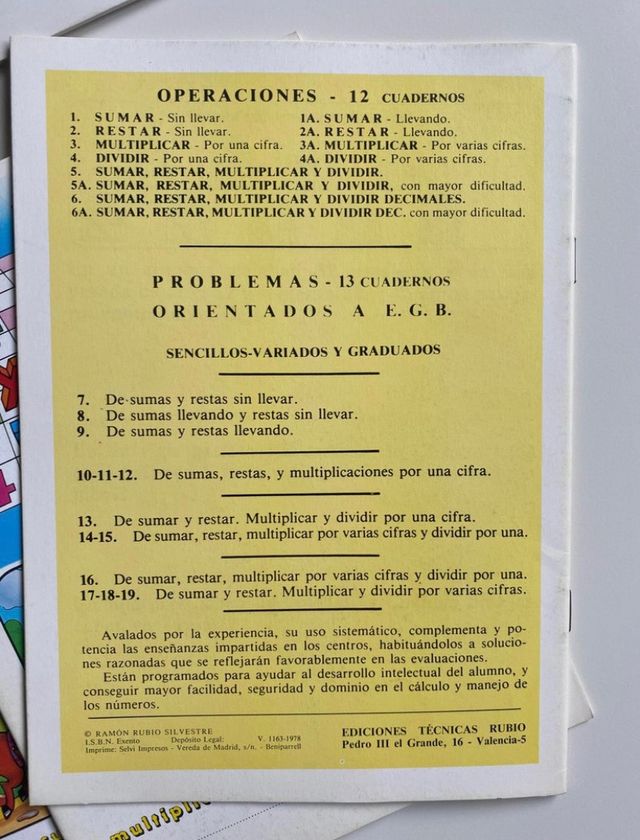 OPERACIONES - 12 CUADERNOS
1. SUMAR - Sin llevar. 1A. SUMAR - Llevando.
2. RESTAR - Sin llevar. 2A. RESTAR - Llevando.
3. MULTIPLICAR - Por una cifra. 3A. MULTIPLICAR - Por varias cifras.
4. DIVIDIR - Por una cifra. 4A. DIVIDIR - Por varias cifras.
5. SUMAR, RESTAR, MULTIPLICAR Y DIVIDIR.
5A. SUMAR, RESTAR, MULTIPLICAR Y DIVIDIR, con mayor dificultad.
6. SUMAR, RESTAR, MULTIPLICAR Y DIVIDIR DECIMALES.
6A. SUMAR, RESTAR, MULTIPLICAR Y DIVIDIR DEC. con mayor dificultad.
PROBLEMAS - 13 CUADERNOS
ORIENTADOS A E. G. B.
SENCILLOS-VARIADOS Y GRADUADOS
7. De sumas y restas sin llevar.
8. De sumas llevando y restas sin llevar.
9. De sumas y restas llevando.
10-11-12. De sumas, restas, y multiplicaciones por una cifra.
13. De sumar y restar. Multiplicar y dividir por una cifra.
14-15. De sumar, restar, multiplicar por varias cifras y dividir por una.
16. De sumar, restar, multiplicar por varias cifras y dividir por una.
17-18-19. De sumar y restar. Multiplicar y dividir por varias cifras.
Avalados por la experiencia, su uso sistemático, complementa y po-
tencia las enseñanzas impartidas en los centros, habituándolos a solucio-
nes razonadas que se reflejarán favorablemente en las evaluaciones.
Están programados para ayudar al desarrollo intelectual del alumno, y
conseguir mayor facilidad, seguridad y dominio en el cálculo y manejo de
los números.
© RAMÓN RUBIO SILVESTRE
I.S.B.N. Exento Depósito Legal: V. 1163-1978
Imprime: Selvi Impresos - Vereda de Madrid, s/n. - Beniparrell
EDICIONES TÉCNICAS RUBIO
Pedro III el Grande, 16 - Valencia-5